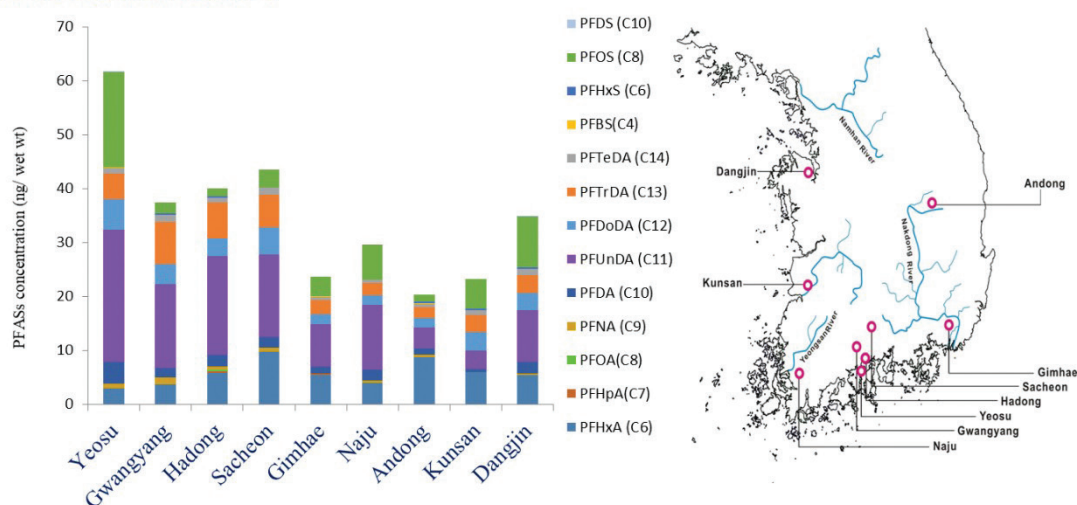 70
60
50
40
30
20
10
0
PFASs concentration (ng/ wet wt)
Yeosu
Gwangyang
Hadong
Sacheon
Gimhae
Naju
Andong
Kunsan
Dangjin
PFDS (C10)
PFOS (C8)
PFHxS (C6)
PFBS(C4)
PFTeDA (C14)
PFTrDA (C13)
PFDoDA (C12)
PFUnDA (C11)
PFDA (C10)
PFNA (C9)
PFOA(C8)
PFHpA(C7)
PFHxA (C6)
Namhan River
Dangjin
Andong
Nakdong River
Kunsan
YeongsanRiver
Gimhae
Sacheon
Hadong
Yeosu
Gwangyang
Naju